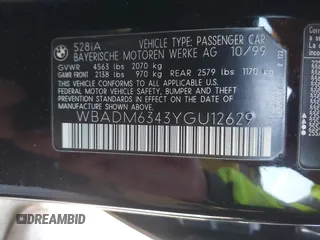 528iA VEHICLE TYPE: PASSENGER CAR
BAYERISCHE MOTOREN WERKE AG 10/99
GVWR 4563 lbs 2070 kg
GAWR FRONT 2138 lbs 970 kg REAR 2579 lbs 1170 kg
THIS VEHICLE CONFORMS TO ALL APPLICABLE
FEDERAL MOTOR VEHICLE SAFETY, BUMPER AND
THEFT PREVENTION STANDARDS IN EFFECT ON
THE DATE OF MANUFACTURE SHOWN ABOVE.
WBADM6343YGU12629
DREAMBID